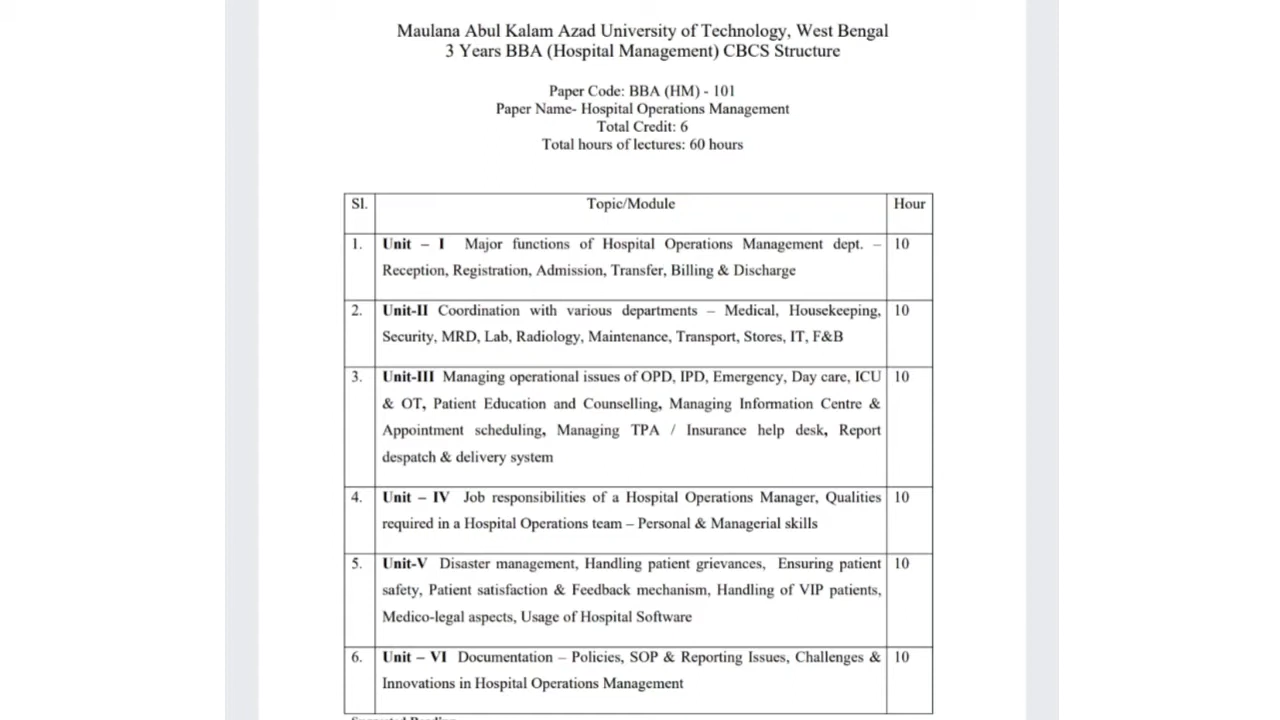 Maulana Abul Kalam Azad University of Technology, West Bengal
3 Years BBA (Hospital Management) CBCS Structure
Paper Code: BBA (HM) - 101
Paper Name- Hospital Operations Management
Total Credit: 6
Total hours of lectures: 60 hours
Sl. Topic/Module Hour
1. Unit – I Major functions of Hospital Operations Management dept. – 10
Reception, Registration, Admission, Transfer, Billing & Discharge
2. Unit-II Coordination with various departments – Medical, Housekeeping, 10
Security, MRD, Lab, Radiology, Maintenance, Transport, Stores, IT, F&B
3. Unit-III Managing operational issues of OPD, IPD, Emergency, Day care, ICU 10
& OT, Patient Education and Counselling, Managing Information Centre &
Appointment scheduling, Managing TPA / Insurance help desk, Report
despatch & delivery system
4. Unit – IV Job responsibilities of a Hospital Operations Manager, Qualities 10
required in a Hospital Operations team – Personal & Managerial skills
5. Unit-V Disaster management, Handling patient grievances, Ensuring patient 10
safety, Patient satisfaction & Feedback mechanism, Handling of VIP patients,
Medico-legal aspects, Usage of Hospital Software
6. Unit – VI Documentation – Policies, SOP & Reporting Issues, Challenges & 10
Innovations in Hospital Operations Management